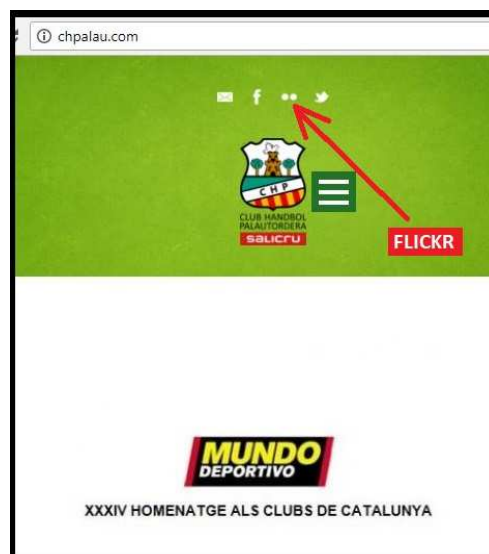 chpalau.com
CHP
CLUB HANDBOL
PALAUTORDERA
SALICRU
FLICKR
MUNDO
DEPORTIVO
XXXIV HOMENATGE ALS CLUBS DE CATALUNYA